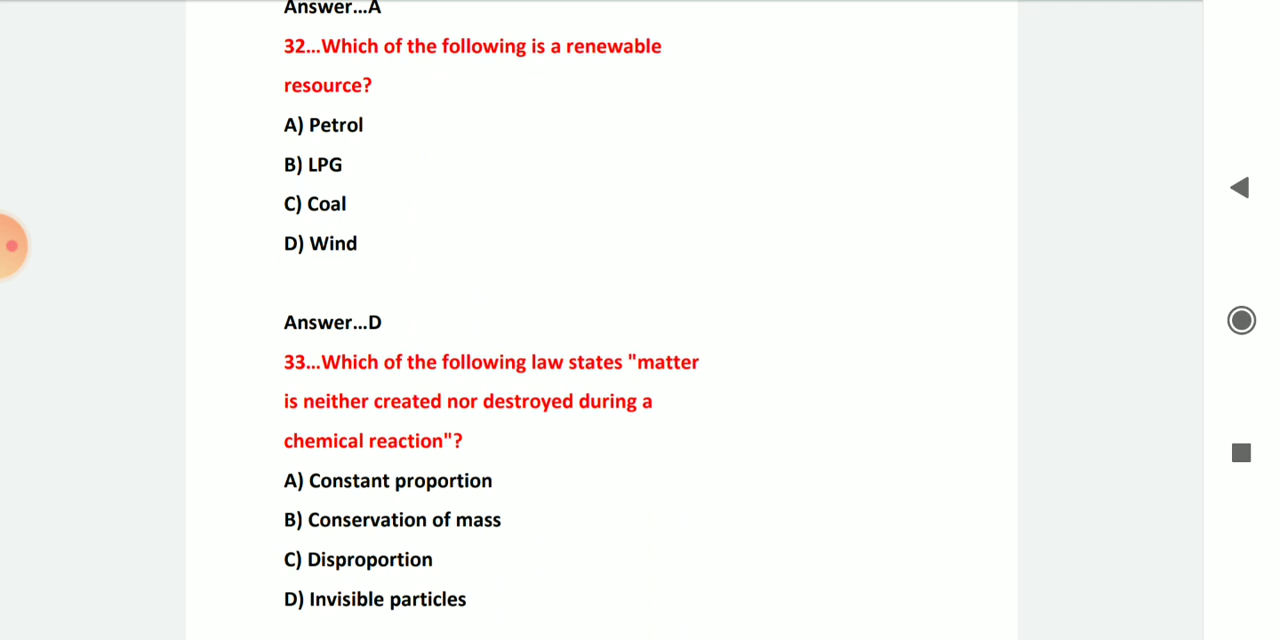 Answer...A
32...Which of the following is a renewable
resource?
A) Petrol
B) LPG
C) Coal
D) Wind
Answer...D
33...Which of the following law states "matter
is neither created nor destroyed during a
chemical reaction"?
A) Constant proportion
B) Conservation of mass
C) Disproportion
D) Invisible particles